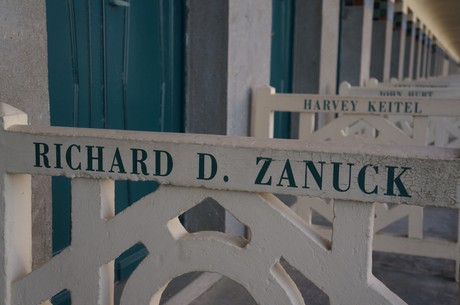 JOHN HURT
HARVEY KEITEL
RICHARD D. ZANUCK